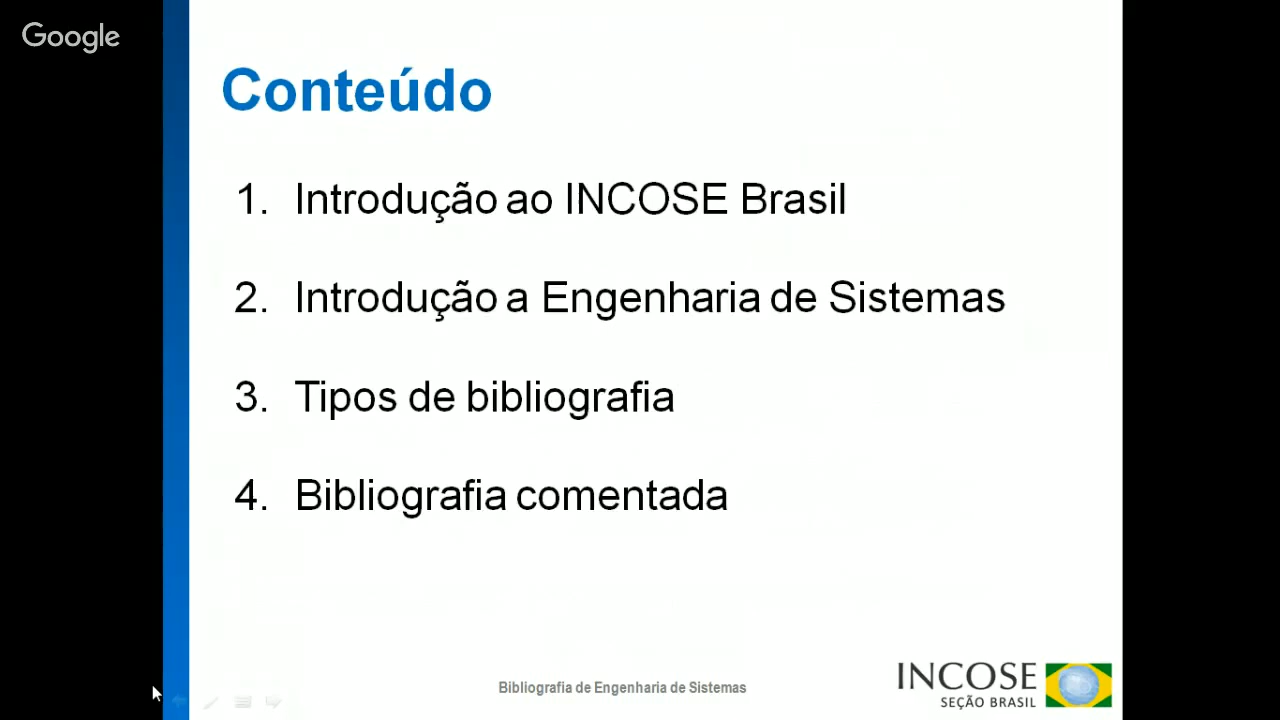 Google
Conteúdo
1. Introdução ao INCOSE Brasil
2. Introdução a Engenharia de Sistemas
3. Tipos de bibliografia
4. Bibliografia comentada
Bibliografia de Engenharia de Sistemas
INCOSE
SEÇÃO BRASIL